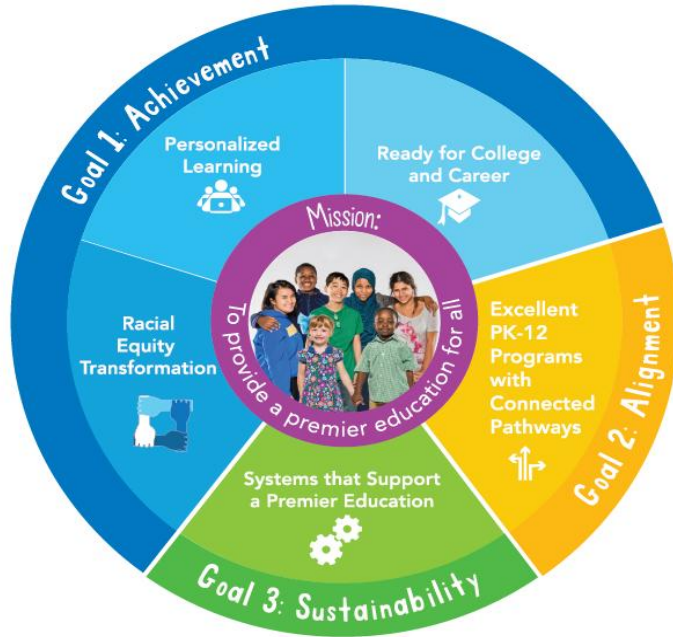 Goal 1: Achievement
Personalized
Learning
Ready for College
and Career
Mission:
To provide a premier education for all
Racial
Equity
Transformation
Excellent
PK-12
Programs
with
Connected
Pathways
Goal 2: Alignment
Systems that Support
a Premier Education
Goal 3: Sustainability